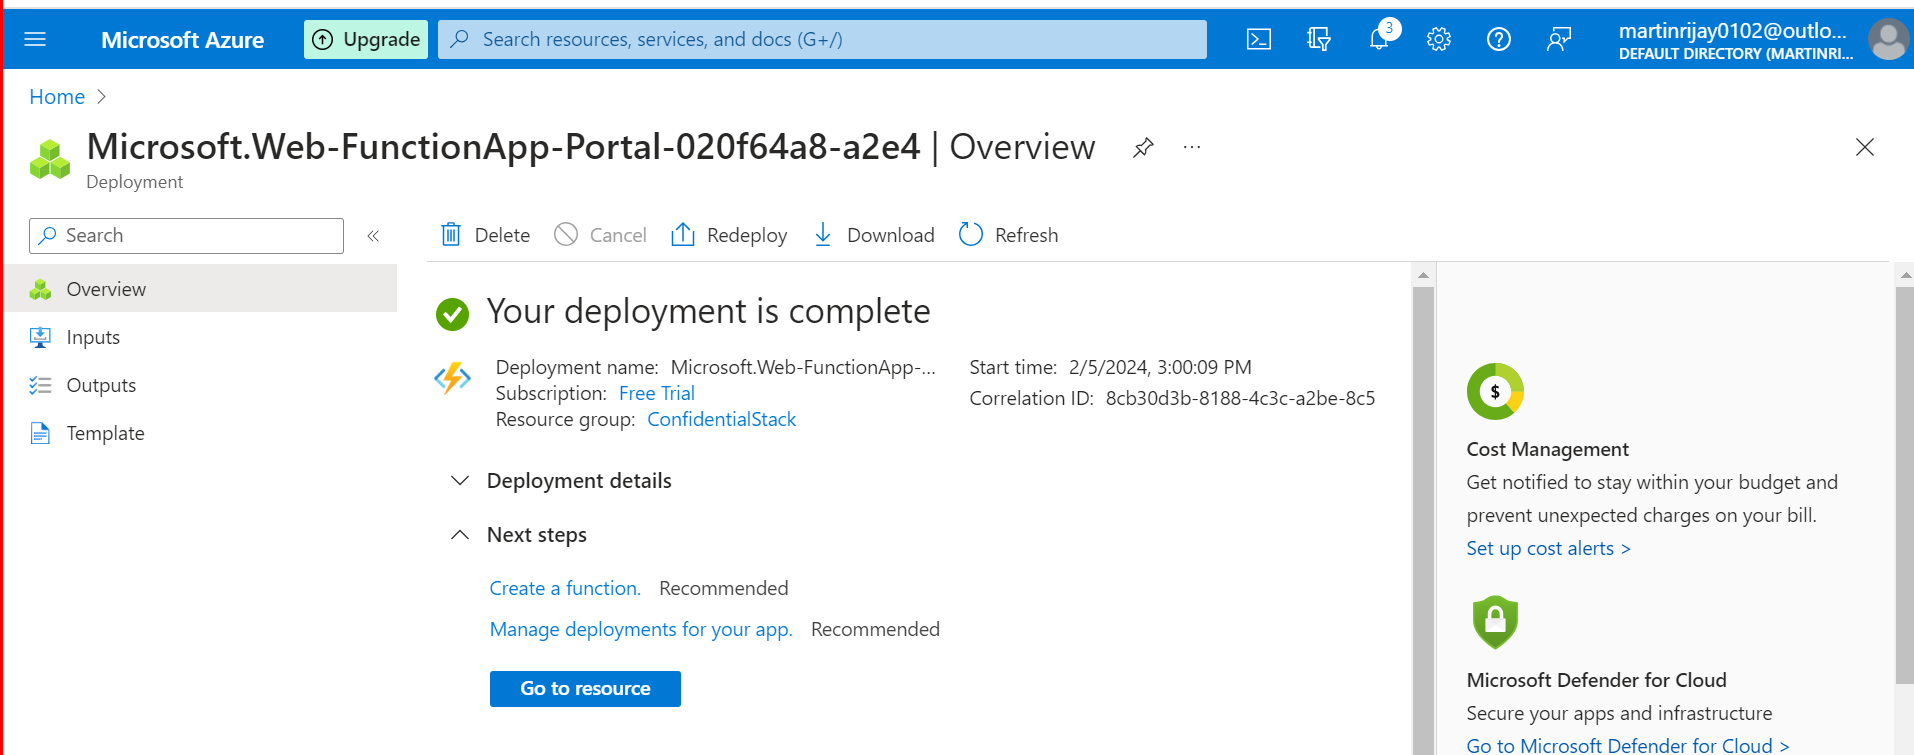 Microsoft Azure
Upgrade
Search resources, services, and docs (G+/)
3
martinrijay0102@outlo...
DEFAULT DIRECTORY (MARTINRI...
Home
Microsoft.Web-FunctionApp-Portal-020f64a8-a2e4 | Overview
Deployment
Search
Delete
Cancel
Redeploy
Download
Refresh
Overview
Inputs
Outputs
Template
Your deployment is complete
Deployment name: Microsoft.Web-FunctionApp-...
Subscription: Free Trial
Resource group: ConfidentialStack
Start time: 2/5/2024, 3:00:09 PM
Correlation ID: 8cb30d3b-8188-4c3c-a2be-8c5
Deployment details
Next steps
Create a function. Recommended
Manage deployments for your app. Recommended
Go to resource
$
Cost Management
Get notified to stay within your budget and
prevent unexpected charges on your bill.
Set up cost alerts >
Microsoft Defender for Cloud
Secure your apps and infrastructure
Go to Microsoft Defender for Cloud >